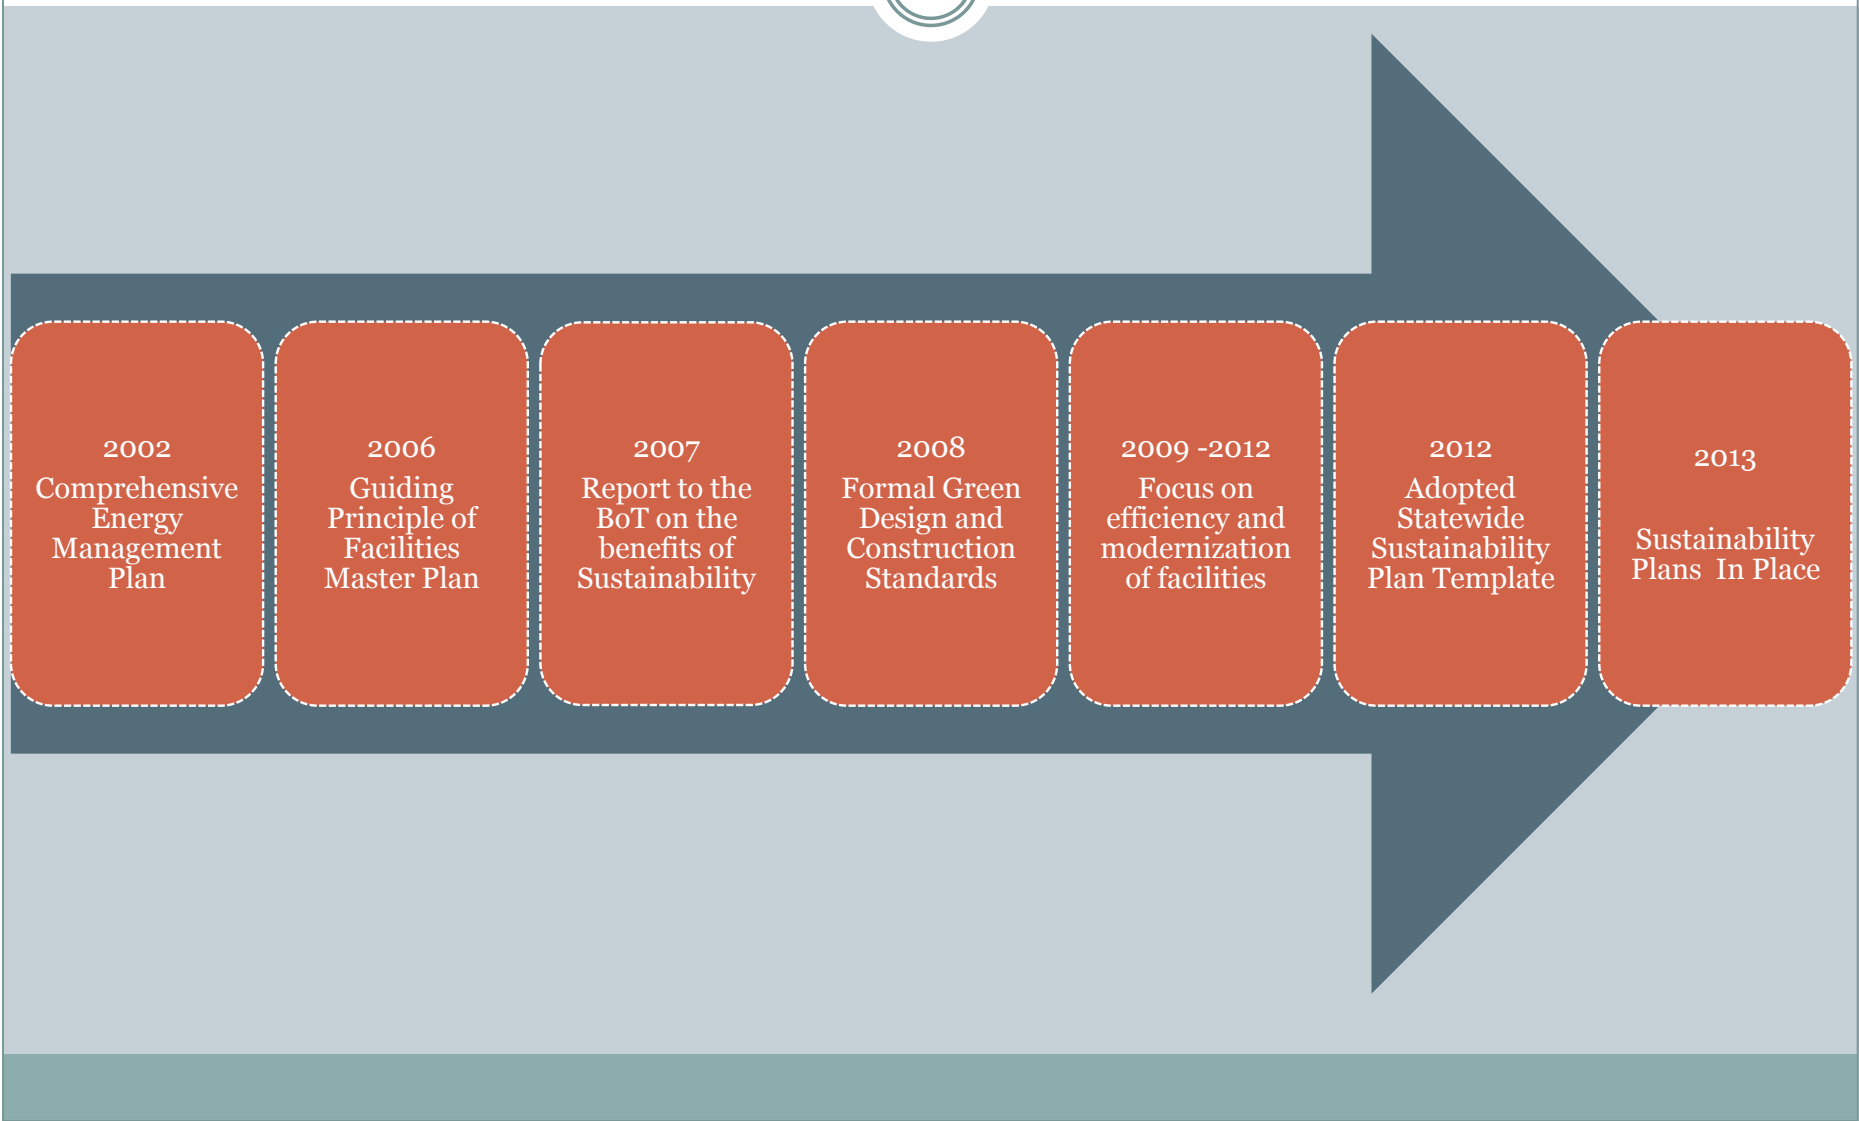 2002
Comprehensive
Energy
Management
Plan
2006
Guiding
Principle of
Facilities
Master Plan
2007
Report to the
BoT on the
benefits of
Sustainability
2008
Formal Green
Design and
Construction
Standards
2009 -2012
Focus on
efficiency and
modernization
of facilities
2012
Adopted
Statewide
Sustainability
Plan Template
2013
Sustainability
Plans  In Place